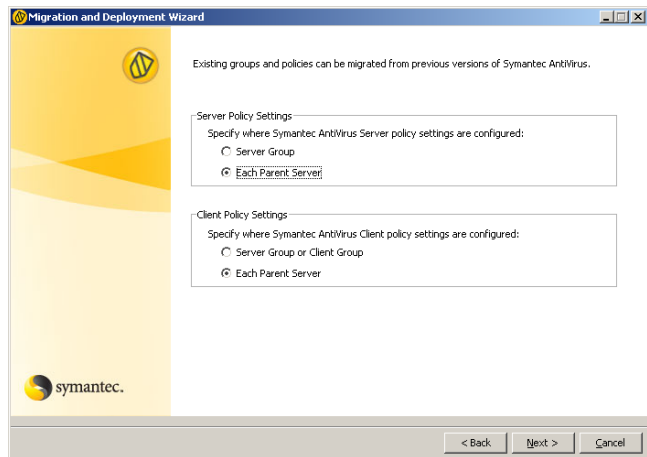 Migration and Deployment Wizard
Existing groups and policies can be migrated from previous versions of Symantec AntiVirus.
Server Policy Settings
Specify where Symantec AntiVirus Server policy settings are configured:
Server Group
Each Parent Server
Client Policy Settings
Specify where Symantec AntiVirus Client policy settings are configured:
Server Group or Client Group
Each Parent Server
symantec.
< Back Next > Cancel